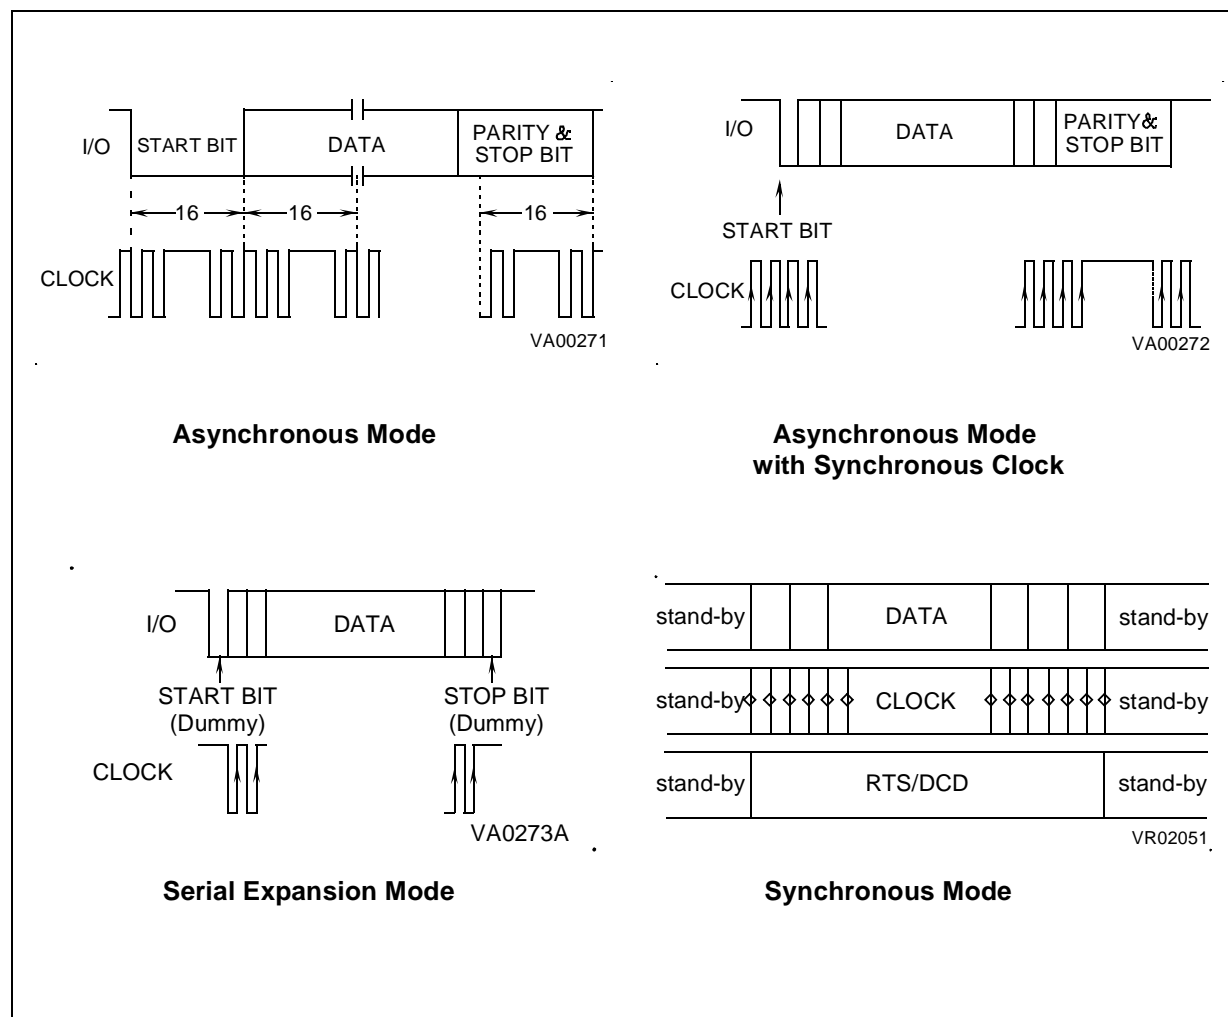 I/O
START BIT
DATA
PARITY &
STOP BIT
16
16
16
CLOCK
VA00271
Asynchronous Mode
I/O
DATA
PARITY&
STOP BIT
START BIT
CLOCK
VA00272
Asynchronous Mode
with Synchronous Clock
I/O
DATA
START BIT
(Dummy)
STOP BIT
(Dummy)
CLOCK
VA0273A
Serial Expansion Mode
stand-by
DATA
stand-by
stand-by
CLOCK
stand-by
stand-by
RTS/DCD
stand-by
VR02051
Synchronous Mode